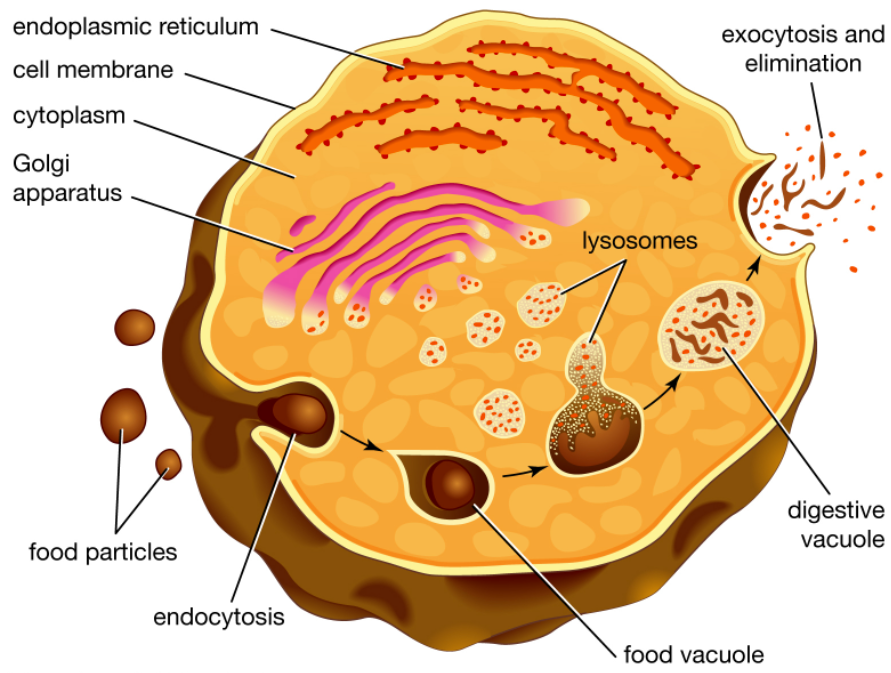 endoplasmic reticulum
cell membrane
cytoplasm
Golgi
apparatus
exocytosis and
elimination
lysosomes
food particles
endocytosis
food vacuole
digestive
vacuole